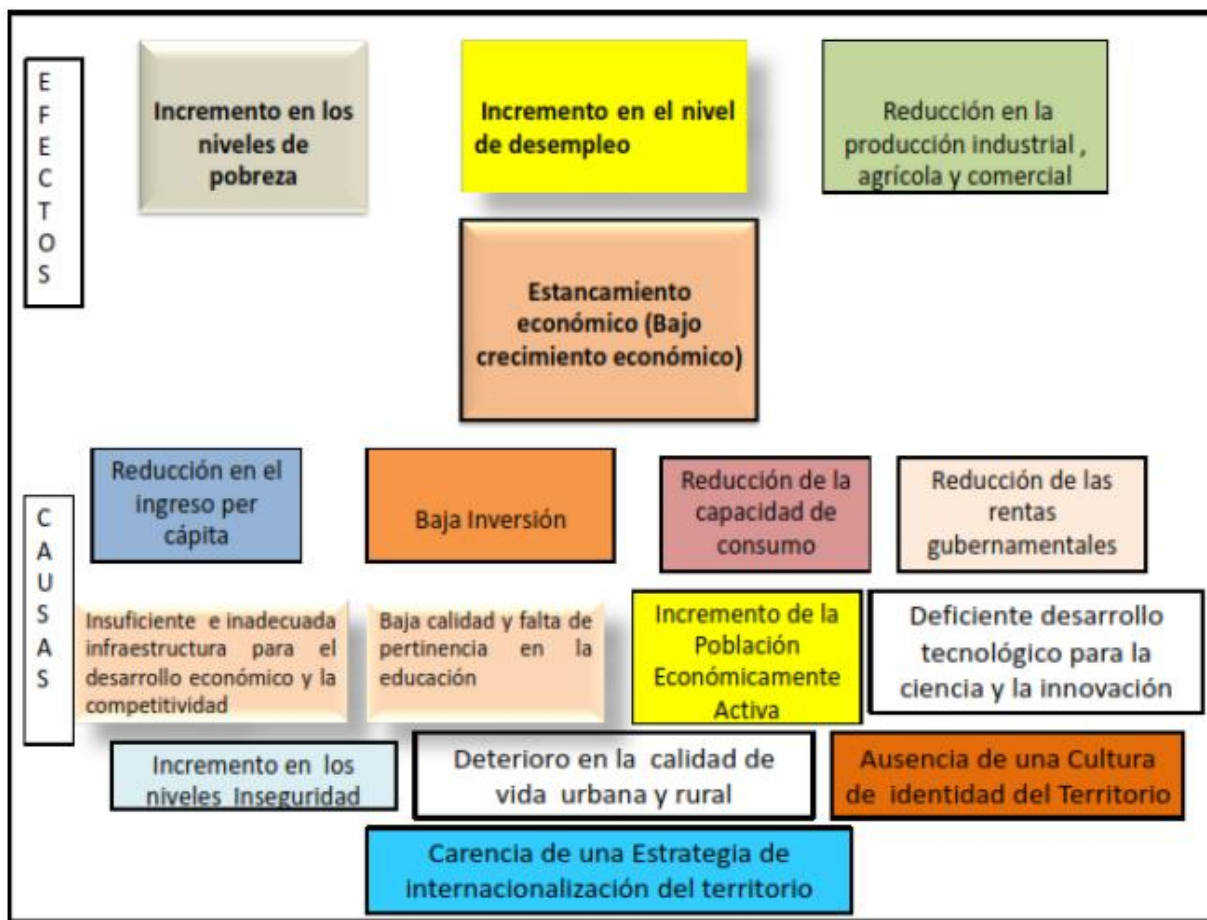 EFECTOS
Incremento en los
niveles de
pobreza
Incremento en el nivel
de desempleo
Reducción en la
producción industrial ,
agrícola y comercial
Estancamiento
económico (Bajo
crecimiento económico)
CAUSAS
Reducción en el
ingreso per
cápita
Baja Inversión
Reducción de la
capacidad de
consumo
Reducción de las
rentas
gubernamentales
Insuficiente e inadecuada
infraestructura para el
desarrollo económico y la
competitividad
Baja calidad y falta de
pertinencia en la
educación
Incremento de la
Población
Económicamente
Activa
Deficiente desarrollo
tecnológico para la
ciencia y la innovación
Incremento en los
niveles Inseguridad
Deterioro en la calidad de
vida urbana y rural
Ausencia de una Cultura
de identidad del Territorio
Carencia de una Estrategia de
internacionalización del territorio